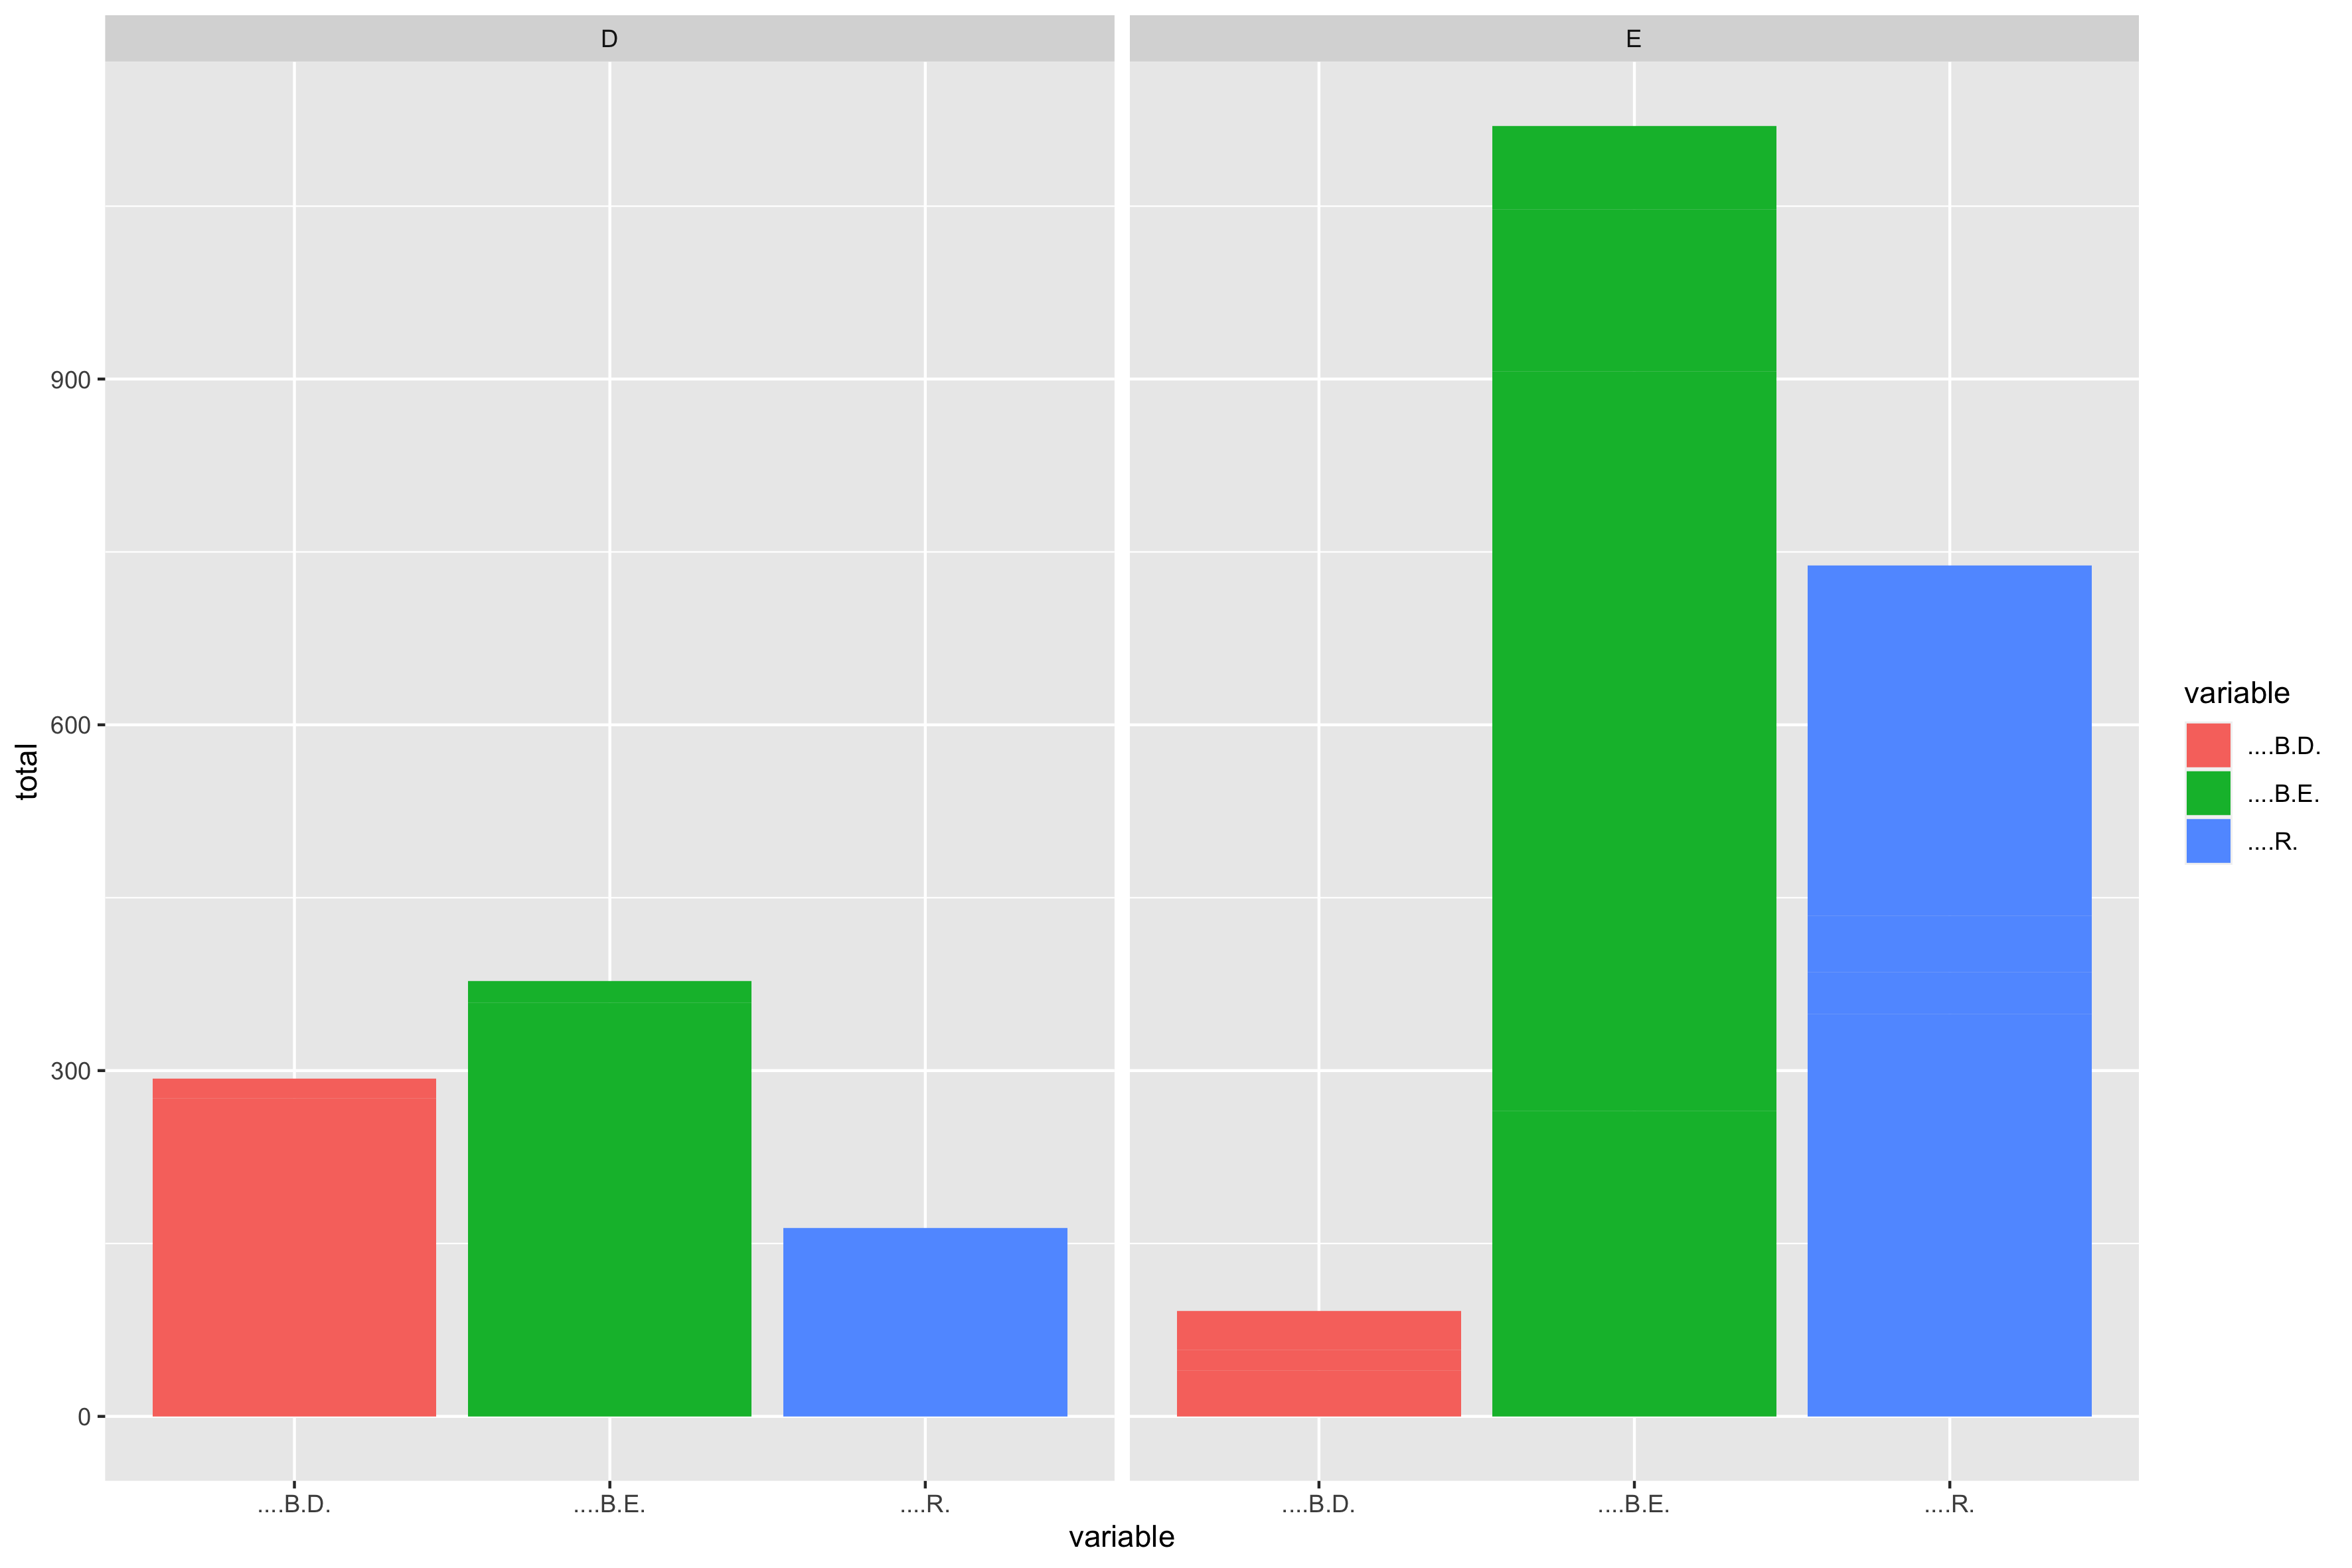 D
E
total
900
600
300
0
....B.D.
....B.E.
....R.
....B.D.
....B.E.
....R.
variable
variable
....B.D.
....B.E.
....R.